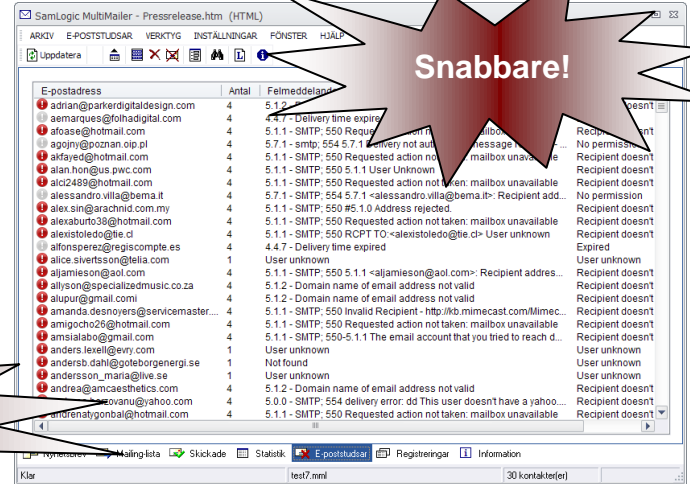 SamLogic MultiMailer - Pressrelease.htm (HTML)
ARKIV E-POSTSTUDSAR VERKTYG INSTÄLLNINGAR FÖNSTER HJÄLP
Uppdatera
Snabbare!
E-postadress Antal Felmeddeland
adrian@parkerdigitaldesign.com 4 5.1.2 - D
aemarques@folhadigital.com 4 4.4.7 - Delivery time expire
afoase@hotmail.com 4 5.1.1 - SMTP; 550 Reque
agojny@poznan.oip.pl 4 5.7.1 - smtp; 554 5.7.1 Delivery not auth message ... No permission
akfayed@hotmail.com 4 5.1.1 - SMTP; 550 Requested action not taken: mailbox unavailable Recipient doesn't
alan.hon@us.pwc.com 4 5.1.1 - SMTP; 550 5.1.1 User Unknown Recipient doesn't
alci2489@hotmail.com 4 5.1.1 - SMTP; 550 Requested action not taken: mailbox unavailable Recipient doesn't
alessandro.villa@bema.it 4 5.7.1 - SMTP; 554 5.7.1 <alessandro.villa@bema.it>: Recipient add... No permission
alex.sin@arachnid.com.my 4 5.1.1 - SMTP; 550 #5.1.0 Address rejected. Recipient doesn't
alexaburto38@hotmail.com 4 5.1.1 - SMTP; 550 Requested action not taken: mailbox unavailable Recipient doesn't
alexistoledo@tie.cl 4 5.1.1 - SMTP; 550 RCPT TO:<alexistoledo@tie.cl> User unknown Recipient doesn't
alfonsperez@regiscompte.es 4 4.4.7 - Delivery time expired Expired
alice.sivertsson@telia.com 1 User unknown User unknown
aljamieson@aol.com 4 5.1.1 - SMTP; 550 5.1.1 <aljamieson@aol.com>: Recipient addres... Recipient doesn't
allyson@specializedmusic.co.za 4 5.1.2 - Domain name of email address not valid Recipient doesn't
alupur@gmail.comi 4 5.1.2 - Domain name of email address not valid Recipient doesn't
amanda.desnoyers@servicemaster.... 4 5.1.1 - SMTP; 550 Invalid Recipient - http://kb.mimecast.com/Mimec... Recipient doesn't
amigocho26@hotmail.com 4 5.1.1 - SMTP; 550 Requested action not taken: mailbox unavailable Recipient doesn't
amsialabo@gmail.com 4 5.1.1 - SMTP; 550-5.1.1 The email account that you tried to reach d... Recipient doesn't
anders.lexell@evry.com 1 User unknown User unknown
andersb.dahl@goteborgenergi.se 1 Not found User unknown
andersson_maria@live.se 1 User unknown User unknown
andrea@amcaesthetics.com 4 5.1.2 - Domain name of email address not valid Recipient doesn't
ovanu@yahoo.com 4 5.0.0 - SMTP; 554 delivery error: dd This user doesn't have a yahoo.... Recipient doesn't
andrenatygonbal@hotmail.com 4 5.1.1 - SMTP; 550 Requested action not taken: mailbox unavailable Recipient doesn't
Nyhetsbrev Mailing-lista Skickade Statistik E-poststudsar Registreringar Information
Klar test7.mml 30 kontakter(er)